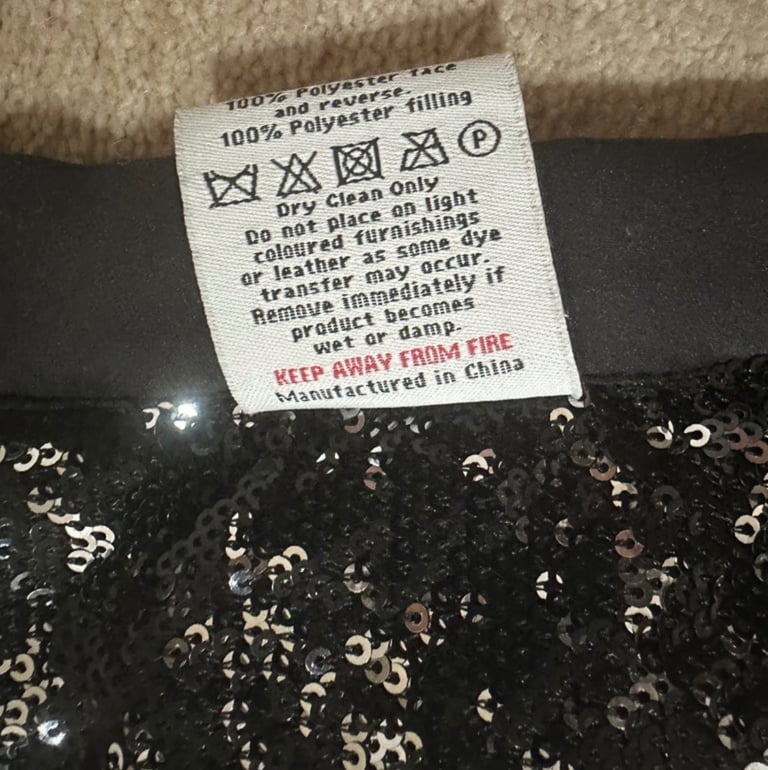 100% Polyester face
and reverse.
100% Polyester filling
P
Dry Clean Only
Do not place on light
coloured furnishings
or leather as some dye
transfer may occur.
Remove immediately if
product becomes
wet or damp.
KEEP AWAY FROM FIRE
Manufactured in China